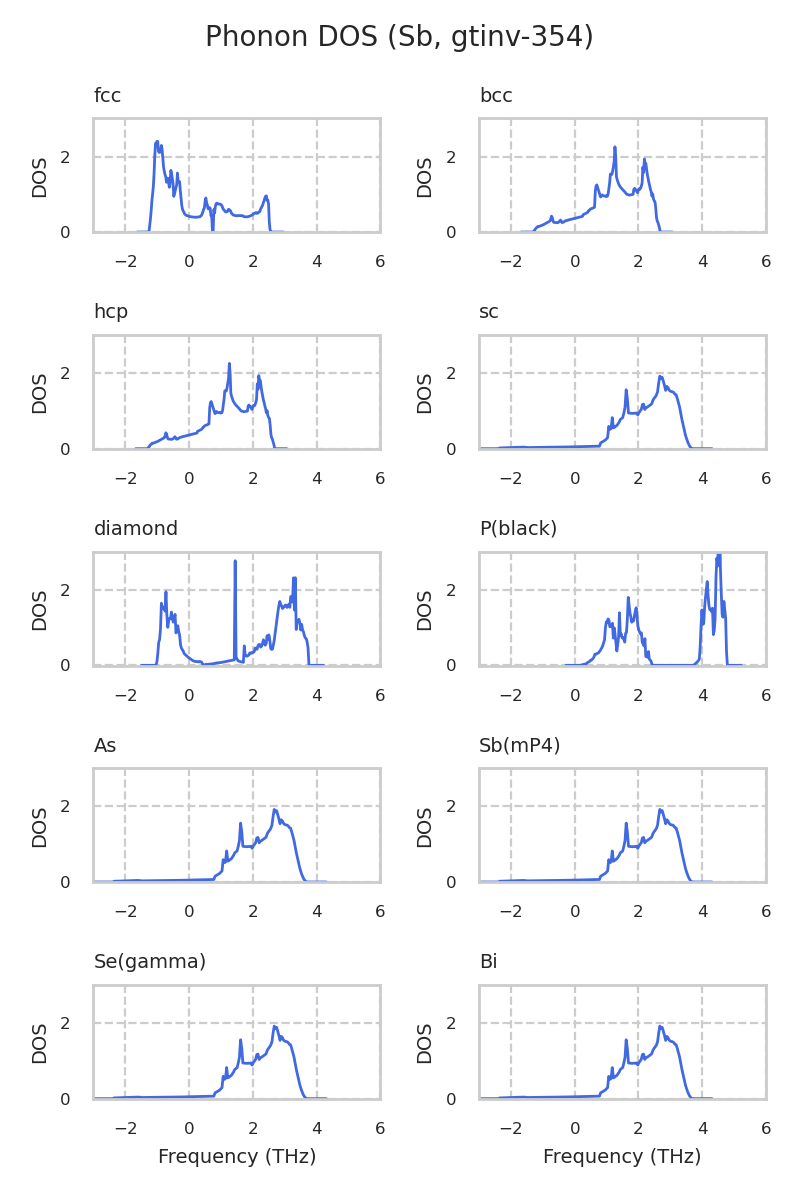 Phonon DOS (Sb, gtinv-354)
fcc
DOS
2
0
−2 0 2 4 6
bcc
DOS
2
0
−2 0 2 4 6
hcp
DOS
2
0
−2 0 2 4 6
sc
DOS
2
0
−2 0 2 4 6
diamond
DOS
2
0
−2 0 2 4 6
P(black)
DOS
2
0
−2 0 2 4 6
As
DOS
2
0
−2 0 2 4 6
Sb(mP4)
DOS
2
0
−2 0 2 4 6
Se(gamma)
DOS
2
0
−2 0 2 4 6
Frequency (THz)
Bi
DOS
2
0
−2 0 2 4 6
Frequency (THz)